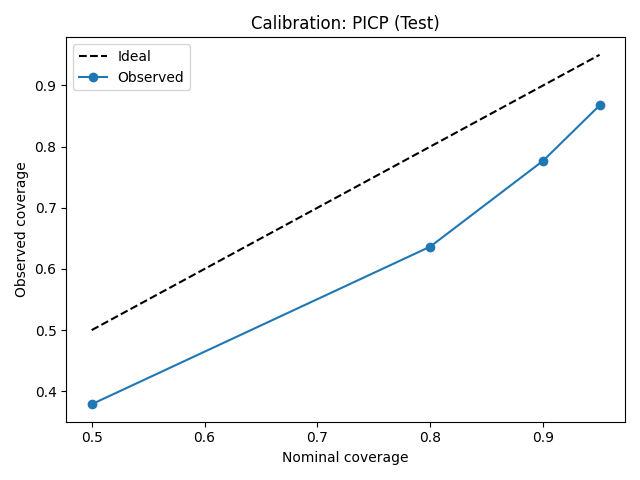 Calibration: PICP (Test)
Ideal
Observed
Observed coverage
0.9
0.8
0.7
0.6
0.5
0.4
0.5
0.6
0.7
0.8
0.9
Nominal coverage